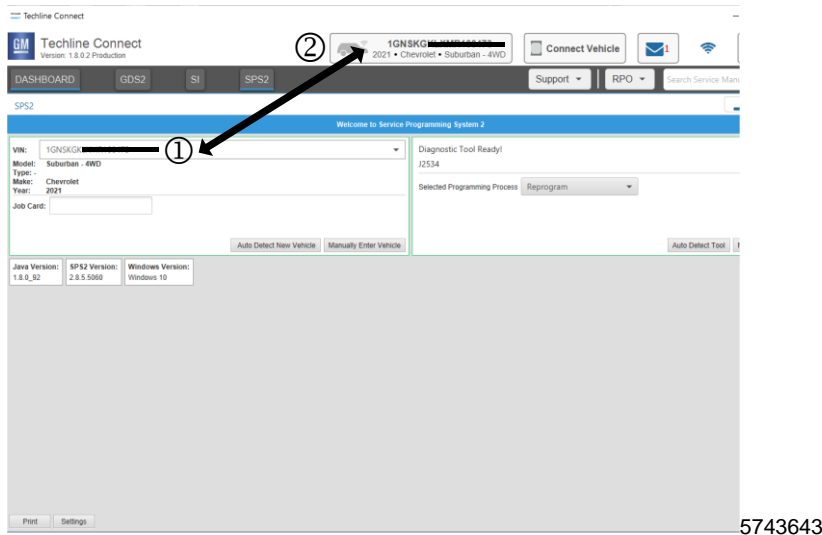 Techline Connect
GM
Techline Connect
Version: 1.8.0.2 Production
②
2021 • Chevrolet • Suburban - 4WD
Connect Vehicle
1
DASHBOARD GDS2 SI SPS2
Support RPO Search Service Manu
SPS2
Welcome to Service Programming System 2
VIN: 1GNSKGK
①
Model: Suburban - 4WD
Type: -
Make: Chevrolet
Year: 2021
Job Card:
Auto Detect New Vehicle Manually Enter Vehicle
Diagnostic Tool Ready!
J2534
Selected Programming Process Reprogram
Auto Detect Tool
Java Version: SPS2 Version: Windows Version:
1.8.0_92 2.8.5.5060 Windows 10
Print Settings
5743643